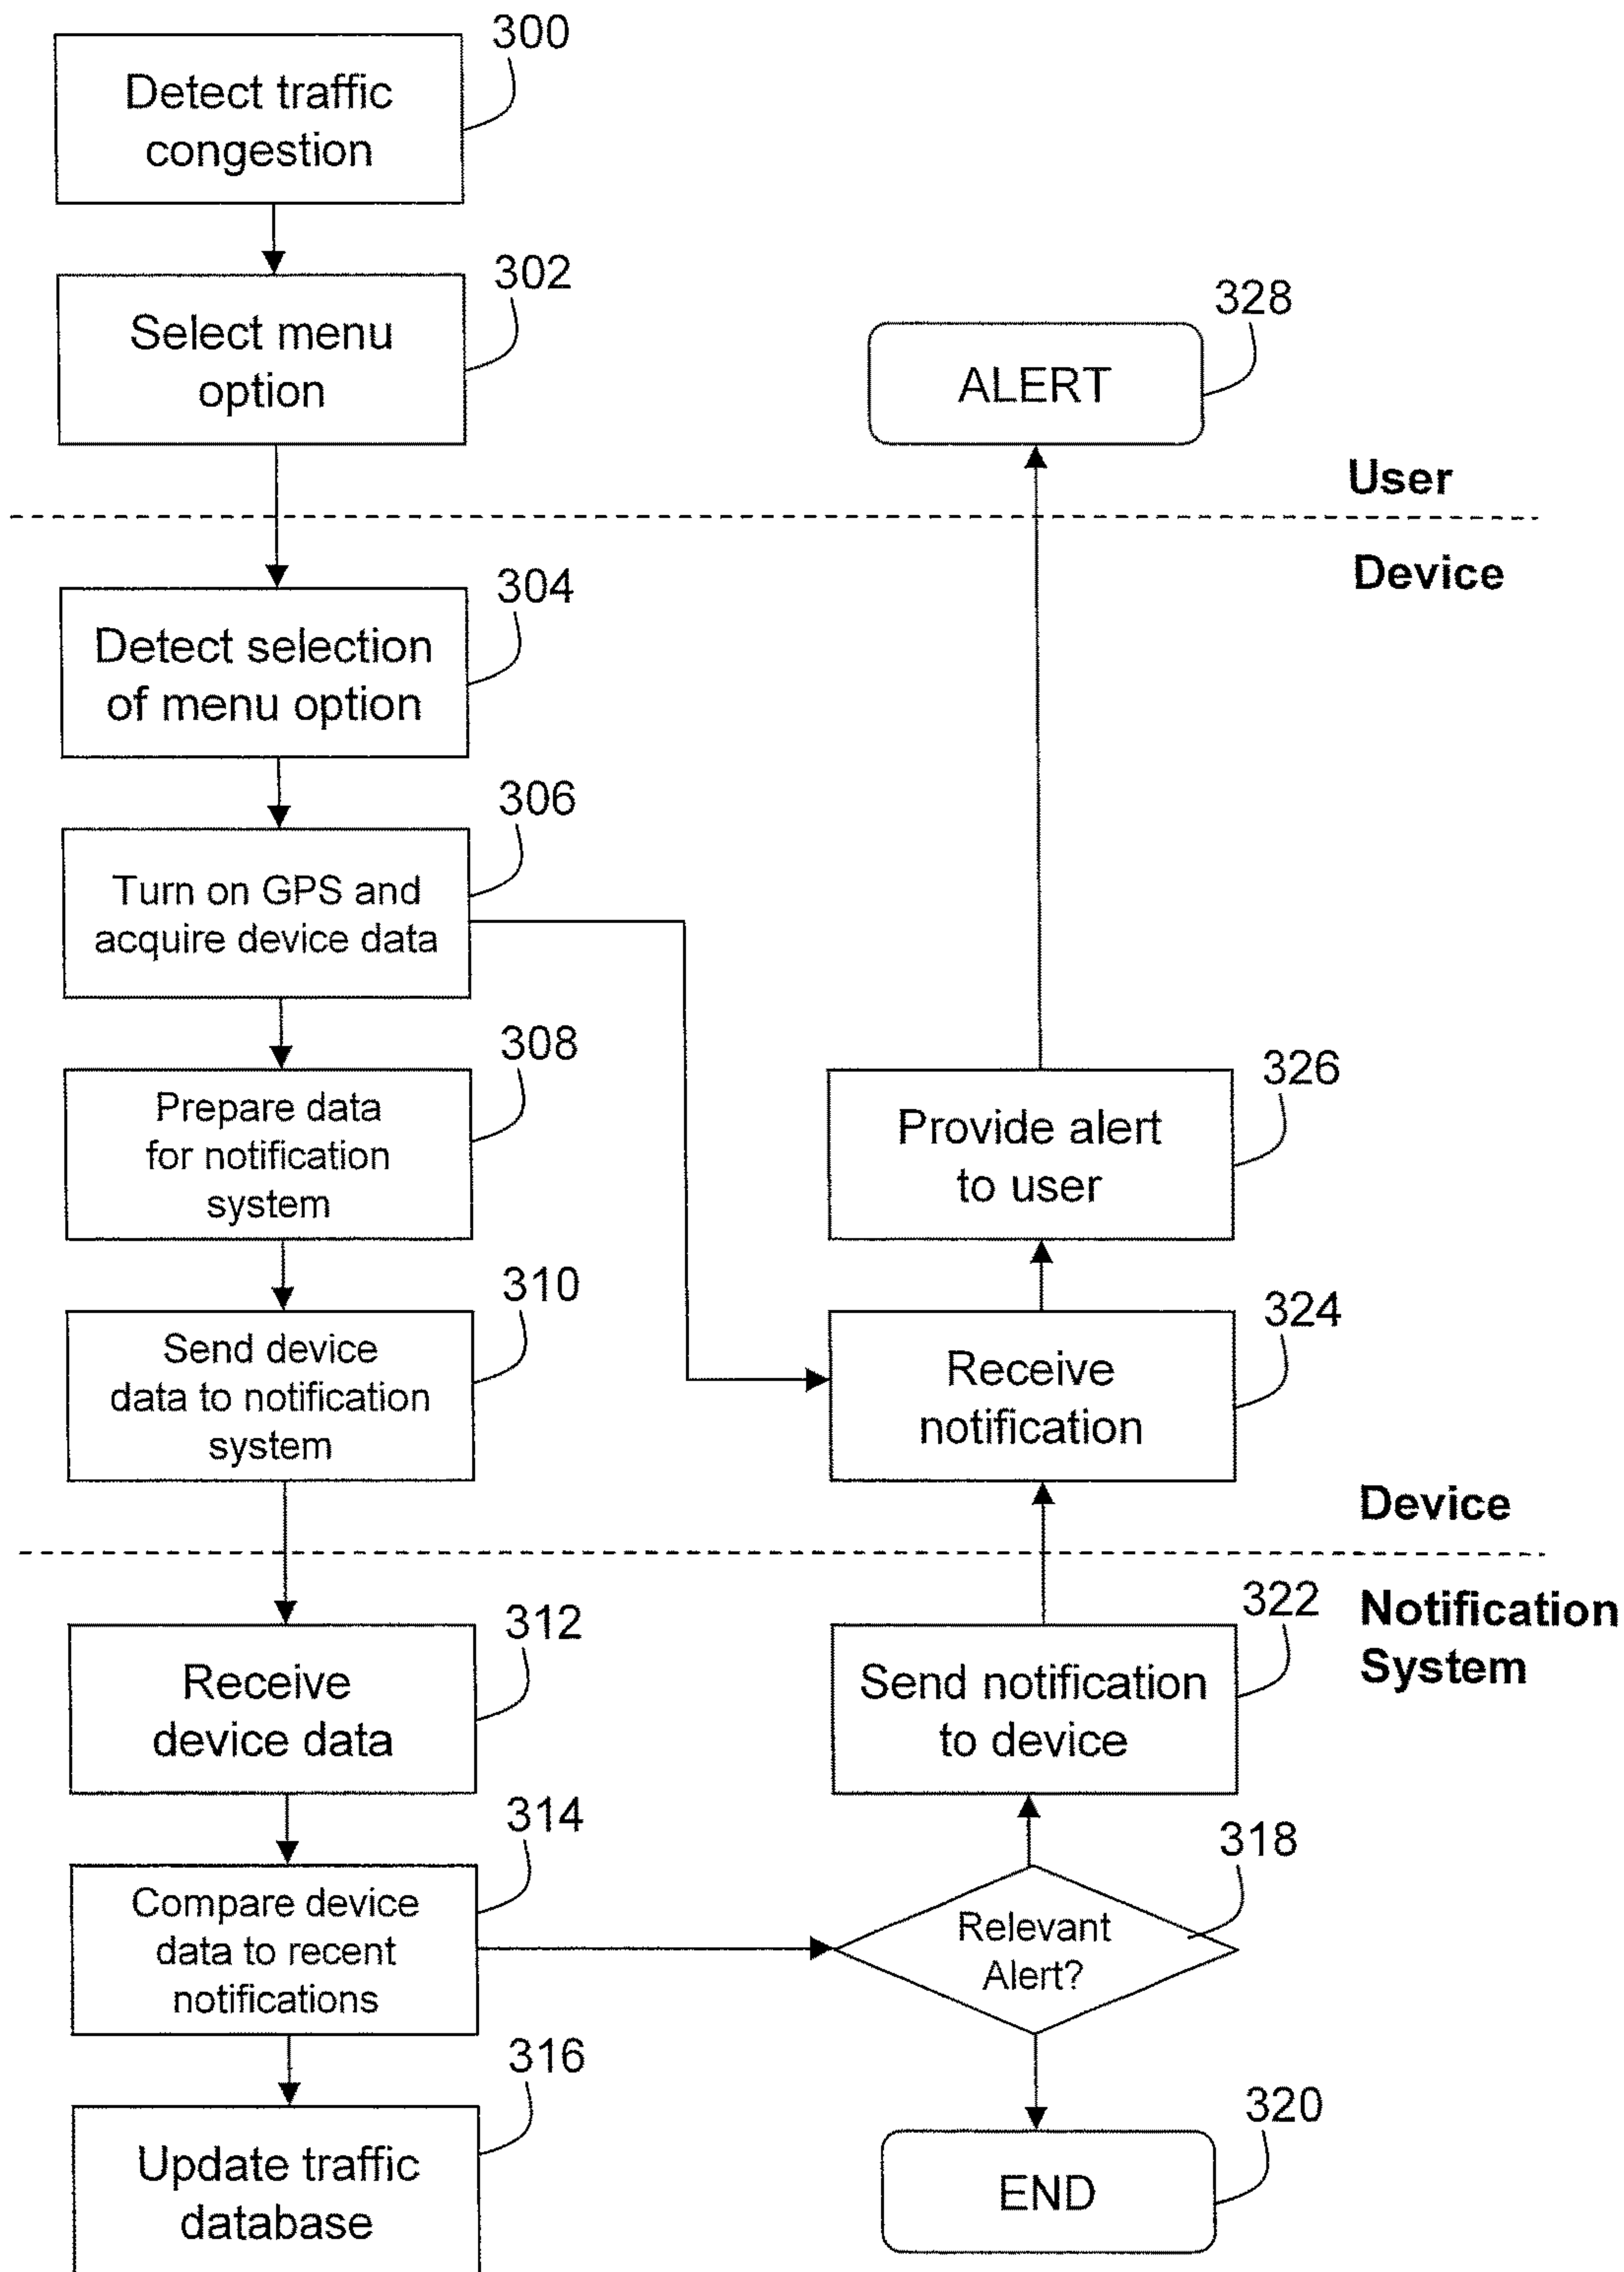 300
Detect traffic
congestion
302
Select menu
option
328
ALERT
User
Device
304
Detect selection
of menu option
306
Turn on GPS and
acquire device data
308
Prepare data
for notification
system
326
Provide alert
to user
310
Send device
data to notification
system
324
Receive
notification
Device
Notification
System
312
Receive
device data
322
Send notification
to device
314
Compare device
data to recent
notifications
318
Relevant
Alert?
316
Update traffic
database
320
END